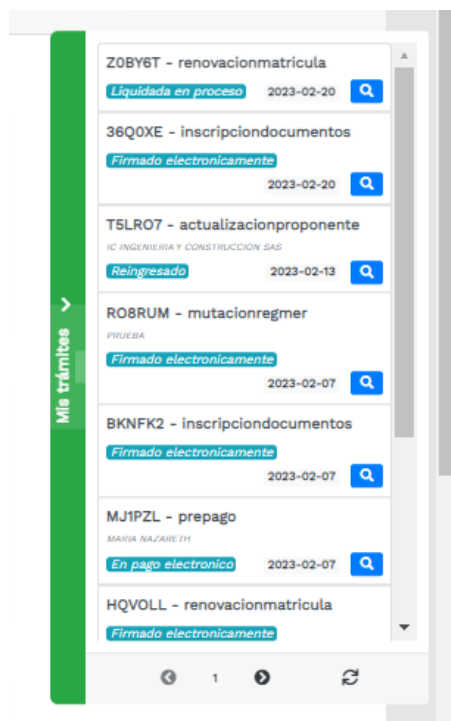 Mis trámites
Z0BY6T - renovacionmatricula
Liquidada en proceso 2023-02-20
36Q0XE - inscripciondocumentos
Firmado electronicamente
2023-02-20
T5LRO7 - actualizacionproponente
IC INGENIERIA Y CONSTRUCCION SAS
Reingresado 2023-02-13
RO8RUM - mutacionregmer
PRUEBA
Firmado electronicamente
2023-02-07
BKNFK2 - inscripciondocumentos
Firmado electronicamente
2023-02-07
MJ1PZL - prepago
MARIA NAZARETH
En pago electronico 2023-02-07
HQVOLL - renovacionmatricula
Firmado electronicamente
1